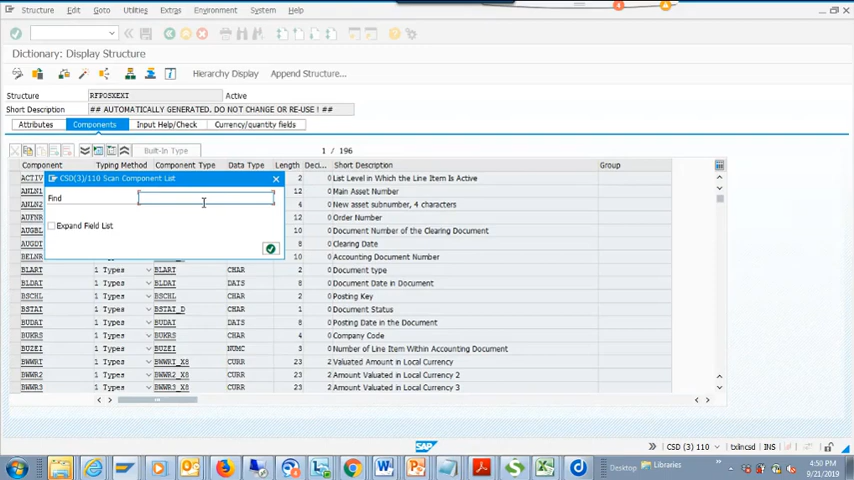 Structure Edit Goto Utilities Extras Environment System Help
Dictionary: Display Structure
Hierarchy Display Append Structure...
Structure RFPOSXEXT Active
Short Description ## AUTOMATICALLY GENERATED. DO NOT CHANGE OR RE-USE ! ##
Attributes Components Input Help/Check Currency/quantity fields
Built-In Type 1 / 196
Component Typing Method Component Type Data Type Length Deci... Short Description Group
ACTIV 2 0 List Level in Which the Line Item Is Active
CSD(3)/110 Scan Component List
ANLN1 12 0 Main Asset Number
Find
ANLN2 4 0 New asset subnumber, 4 characters
AUFNR 12 0 Order Number
Expand Field List
AUGBL 10 0 Document Number of the Clearing Document
AUGDT 8 0 Clearing Date
BELNR 10 0 Accounting Document Number
BLART 1 Types BLART CHAR 2 0 Document type
BLDAT 1 Types BLDAT DATS 8 0 Document Date in Document
BSCHL 1 Types BSCHL CHAR 2 0 Posting Key
BSTAT 1 Types BSTAT_D CHAR 1 0 Document Status
BUDAT 1 Types BUDAT DATS 8 0 Posting Date in the Document
BUKRS 1 Types BUKRS CHAR 4 0 Company Code
BUZEI 1 Types BUZEI NUMC 3 0 Number of Line Item Within Accounting Document
BWWRT 1 Types BWWRT_X8 CURR 23 2 Valuated Amount in Local Currency
BWWR2 1 Types BWWR2_X8 CURR 23 2 Amount Valuated in Local Currency 2
BWWR3 1 Types BWWR3_X8 CURR 23 2 Amount Valuated in Local Currency 3
SAP
CSD (3) 110 txlncsd INS
Desktop Libraries
4:50 PM
9/21/2019